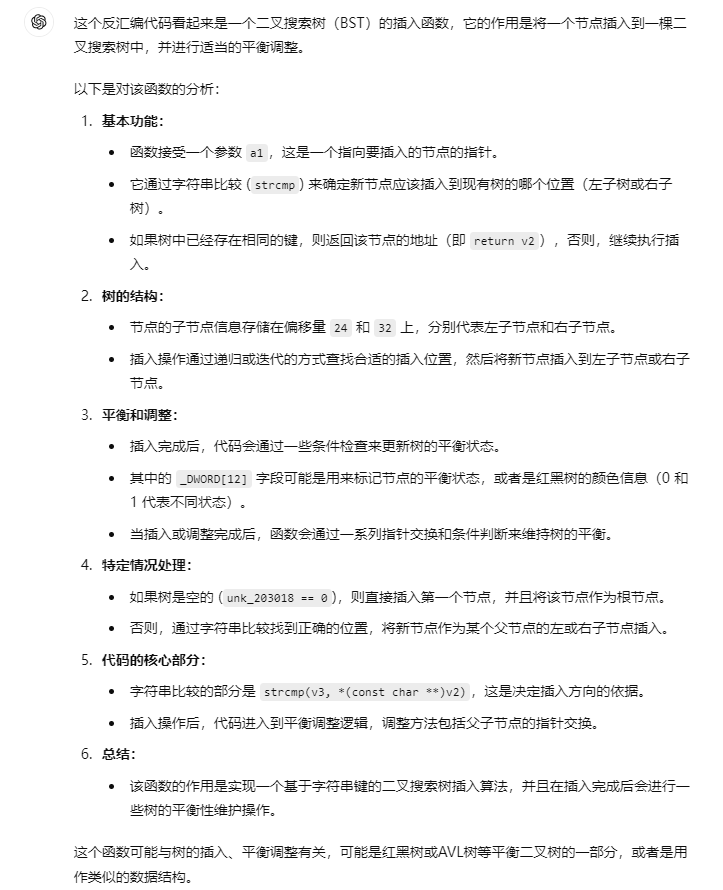 这个反汇编代码看起来是一个二叉搜索树（BST）的插入函数，它的作用是将一个节点插入到一棵二
叉搜索树中，并进行适当的平衡调整。
以下是对该函数的分析：
1. 基本功能：
• 函数接受一个参数 a1，这是一个指向要插入的节点的指针。
• 它通过字符串比较 (strcmp) 来确定新节点应该插入到现有树的哪个位置（左子树或右子
树）。
• 如果树中已经存在相同的键，则返回该节点的地址（即 return v2），否则，继续执行插
入。
2. 树的结构：
• 节点的子节点信息存储在偏移量 24 和 32 上，分别代表左子节点和右子节点。
• 插入操作通过递归或迭代的方式查找合适的插入位置，然后将新节点插入到左子节点或右子
节点。
3. 平衡和调整：
• 插入完成后，代码会通过一些条件检查来更新树的平衡状态。
• 其中的 _DWORD[12] 字段可能是用来标记节点的平衡状态，或者是红黑树的颜色信息（0 和
1 代表不同状态）。
• 当插入或调整完成后，函数会通过一系列指针交换和条件判断来维持树的平衡。
4. 特定情况处理：
• 如果树是空的 (unk_203018 == 0)，则直接插入第一个节点，并且将该节点作为根节点。
• 否则，通过字符串比较找到正确的位置，将新节点作为某个父节点的左或右子节点插入。
5. 代码的核心部分：
• 字符串比较的部分是 strcmp(v3, *(const char **)v2)，这是决定插入方向的依据。
• 插入操作后，代码进入到平衡调整逻辑，调整方法包括父子节点的指针交换。
6. 总结：
• 该函数的作用是实现一个基于字符串键的二叉搜索树插入算法，并且在插入完成后会进行一
些树的平衡性维护操作。
这个函数可能与树的插入、平衡调整有关，可能是红黑树或AVL树等平衡二叉树的一部分，或者是用
作类似的数据结构。